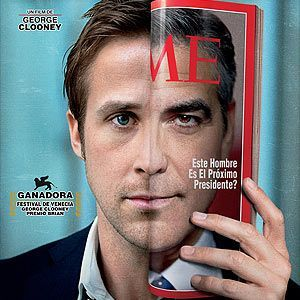 UN FILM DE
GEORGE
CLOONEY
ME
Este Hombre
Es El Próximo
Presidente?
GANADORA
FESTIVAL DE VENECIA
GEORGE CLOONEY
PREMIO BRIAN